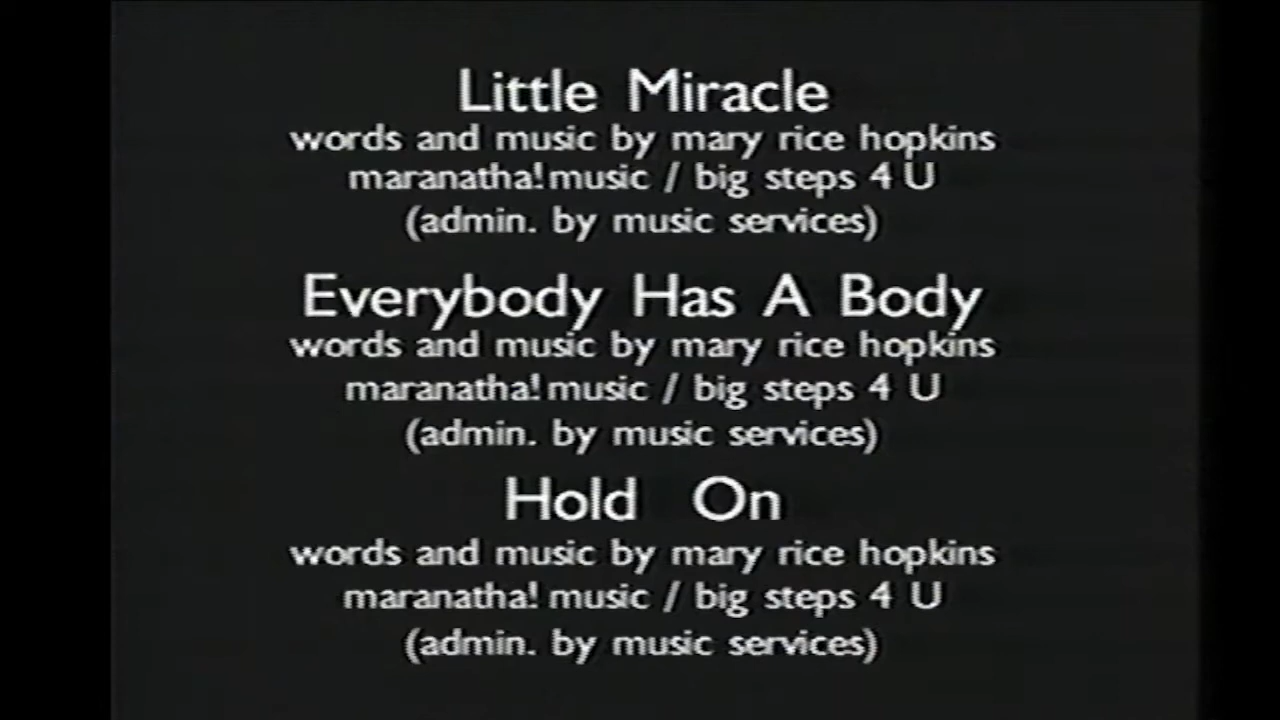 Little Miracle
words and music by mary rice hopkins
maranatha! music / big steps 4 U
(admin. by music services)
Everybody Has A Body
words and music by mary rice hopkins
maranatha! music / big steps 4 U
(admin. by music services)
Hold On
words and music by mary rice hopkins
maranatha! music / big steps 4 U
(admin. by music services)